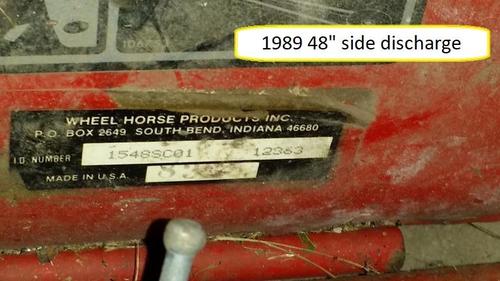 1989 48" side discharge
WHEEL HORSE PRODUCTS INC.
P.O. BOX 2649 SOUTH BEND, INDIANA 46680
I.D. NUMBER 1548SC01 12363
MADE IN U.S.A.